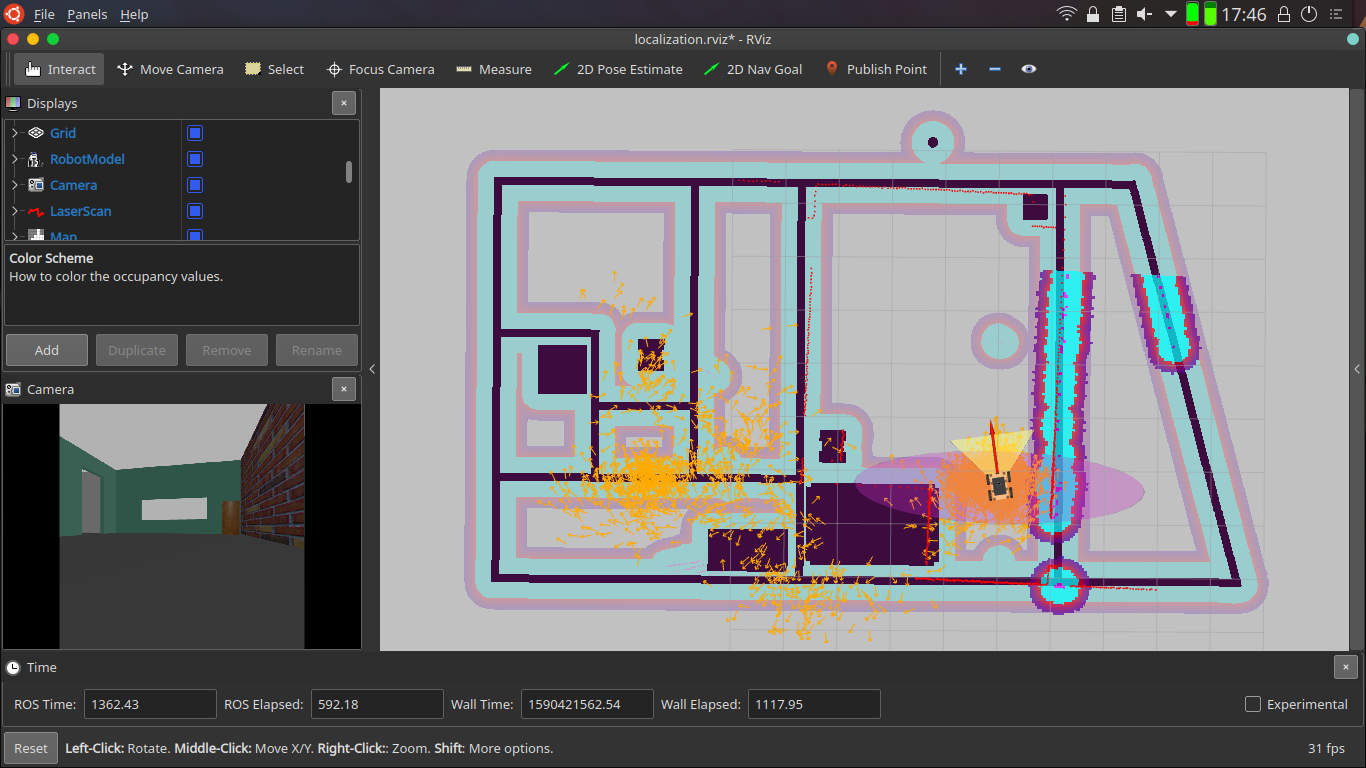 File Panels Help 17:46
localization.rviz* - RViz
Interact Move Camera Select Focus Camera Measure 2D Pose Estimate 2D Nav Goal Publish Point
Displays
Grid
RobotModel
Camera
LaserScan
Map
Color Scheme
How to color the occupancy values.
Add Duplicate Remove Rename
Camera
Time
ROS Time: 1362.43 ROS Elapsed: 592.18 Wall Time: 1590421562.54 Wall Elapsed: 1117.95 Experimental
Reset Left-Click: Rotate. Middle-Click: Move X/Y. Right-Click:: Zoom. Shift: More options. 31 fps